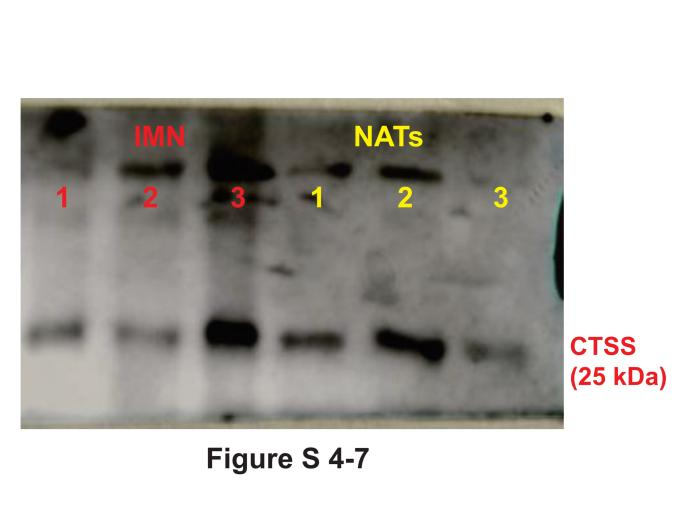 IMN NATs
1 2 3 1 2 3
CTSS
(25 kDa)
Figure S 4-7